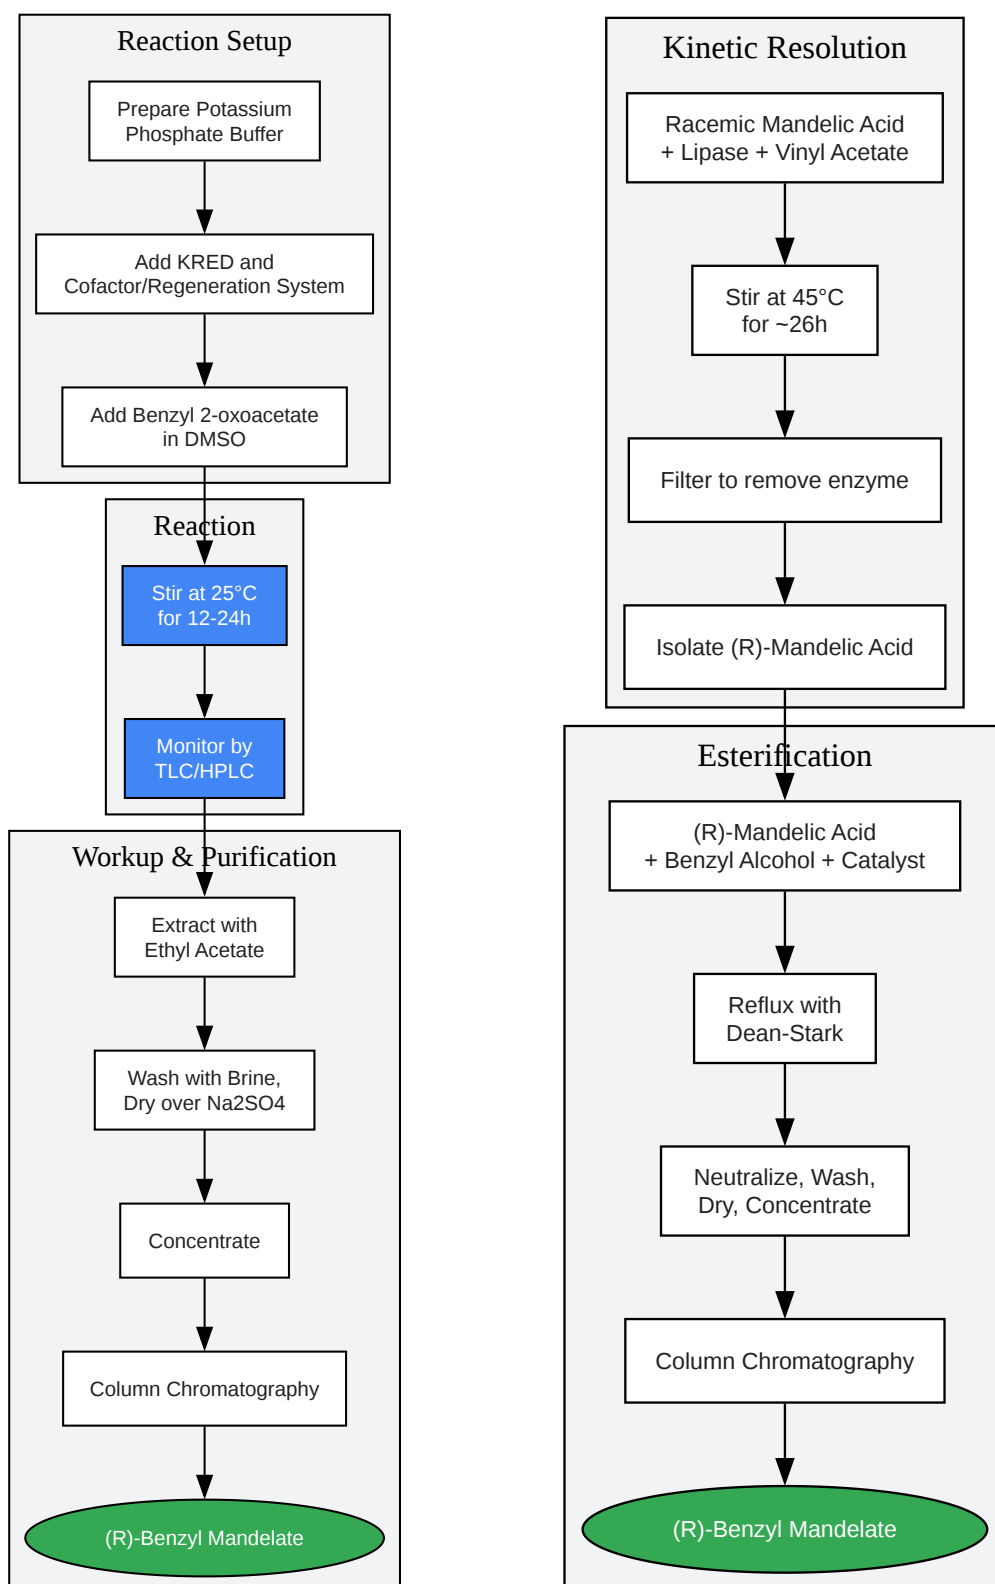 Reaction Setup
Prepare Potassium
Phosphate Buffer
Add KRED and
Cofactor/Regeneration System
Add Benzyl 2-oxoacetate
in DMSO
Reaction
Stir at 25°C
for 12-24h
Monitor by
TLC/HPLC
Workup & Purification
Extract with
Ethyl Acetate
Wash with Brine,
Dry over Na2SO4
Concentrate
Column Chromatography
(R)-Benzyl Mandelate
Kinetic Resolution
Racemic Mandelic Acid
+ Lipase + Vinyl Acetate
Stir at 45°C
for ~26h
Filter to remove enzyme
Isolate (R)-Mandelic Acid
Esterification
(R)-Mandelic Acid
+ Benzyl Alcohol + Catalyst
Reflux with
Dean-Stark
Neutralize, Wash,
Dry, Concentrate
Column Chromatography
(R)-Benzyl Mandelate